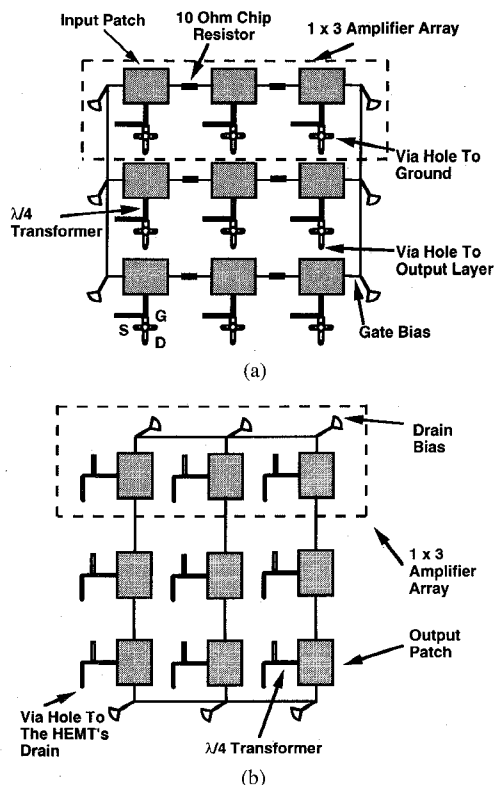 Input Patch
10 Ohm Chip
Resistor
1 x 3 Amplifier Array
Via Hole To
Ground
λ/4
Transformer
Via Hole To
Output Layer
Gate Bias
S
G
D
(a)
Drain
Bias
1 x 3
Amplifier
Array
Output
Patch
Via Hole To
The HEMT's
Drain
λ/4 Transformer
(b)